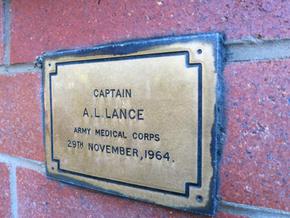 CAPTAIN
A.L.LANCE
ARMY MEDICAL CORPS
29TH NOVEMBER, 1964.